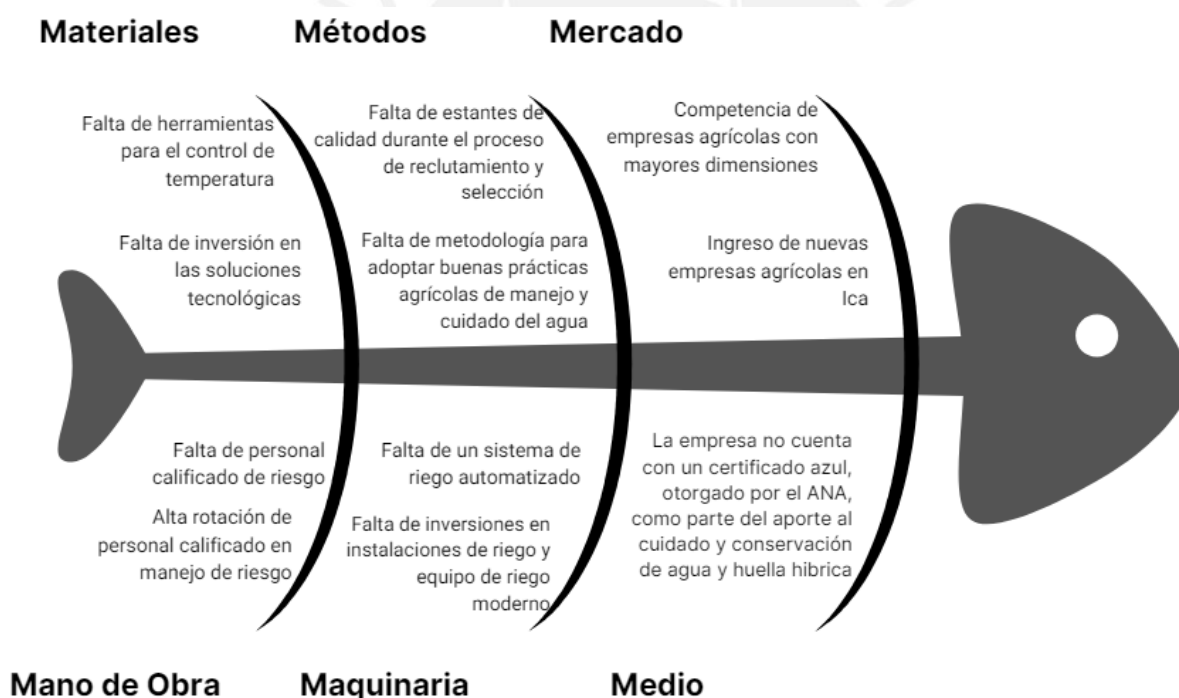 Materiales
Métodos
Mercado
Falta de herramientas
para el control de
temperatura
Falta de inversión en
las soluciones
tecnológicas
Falta de estantes de
calidad durante el proceso
de reclutamiento y
selección
Falta de metodología para
adoptar buenas prácticas
agrícolas de manejo y
cuidado del agua
Competencia de
empresas agrícolas con
mayores dimensiones
Ingreso de nuevas
empresas agrícolas en
Ica
Falta de personal
calificado de riesgo
Alta rotación de
personal calificado en
manejo de riesgo
Falta de un sistema de
riego automatizado
Falta de inversiones en
instalaciones de riego y
equipo de riego
moderno
La empresa no cuenta
con un certificado azul,
otorgado por el ANA,
como parte del aporte al
cuidado y conservación
de agua y huella hibrica
Mano de Obra
Maquinaria
Medio